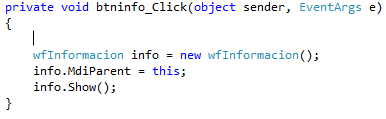 private void btninfo_Click(object sender, EventArgs e)
{
wfInformacion info = new wfInformacion();
info.MdiParent = this;
info.Show();
}